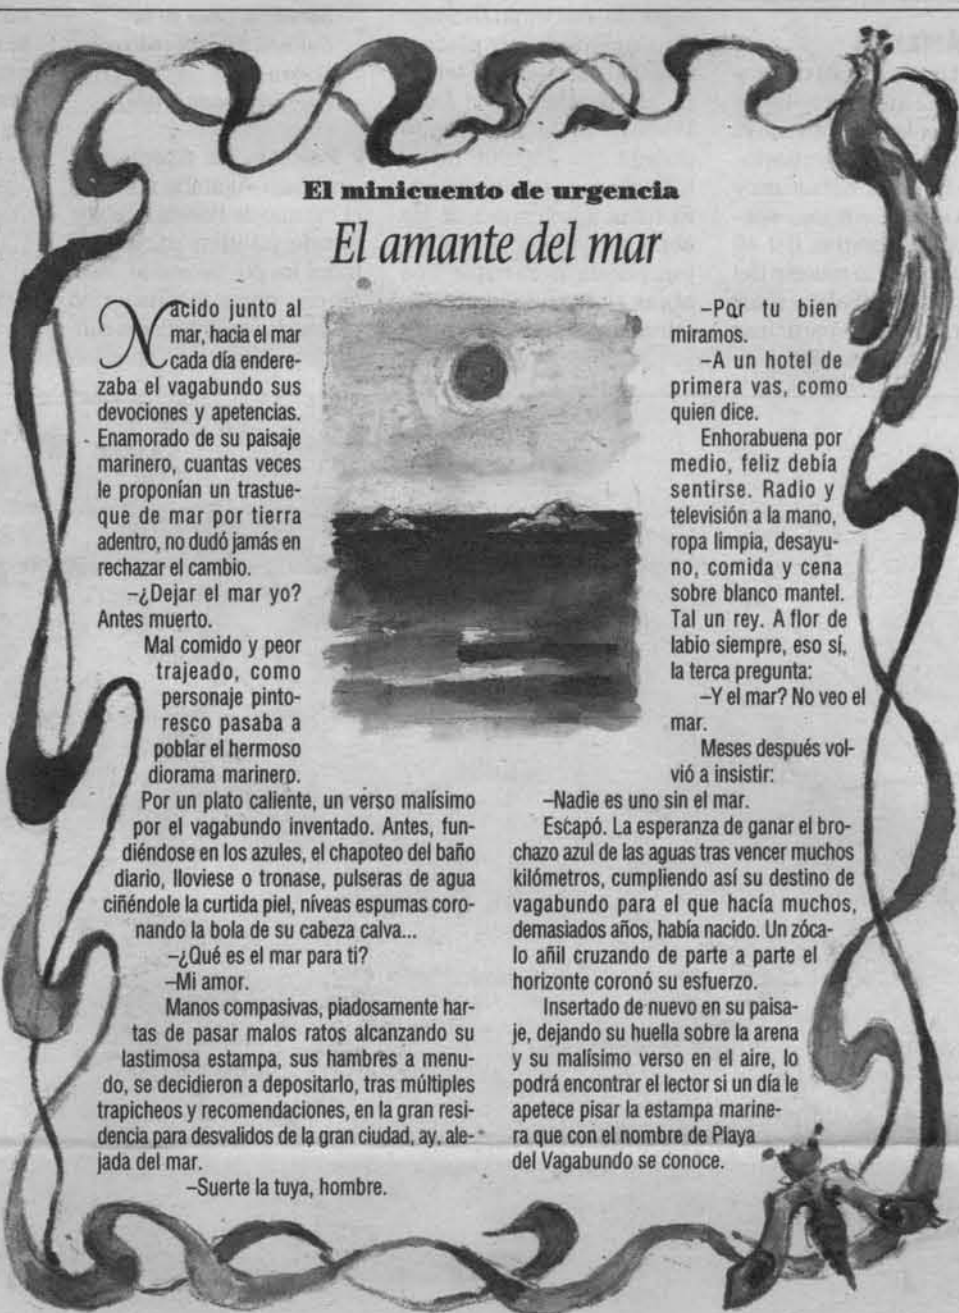 El minicuento de urgencia
El amante del mar
Nacido junto al
mar, hacia el mar
cada día endere-
zaba el vagabundo sus
devociones y apetencias.
Enamorado de su paisaje
marinero, cuantas veces
le proponían un trastue-
que de mar por tierra
adentro, no dudó jamás en
rechazar el cambio.
–¿Dejar el mar yo?
Antes muerto.
Mal comido y peor
trajeado, como
personaje pinto-
resco pasaba a
poblar el hermoso
diorama marinero.
Por un plato caliente, un verso malísimo
por el vagabundo inventado. Antes, fun-
diéndose en los azules, el chapoteo del baño
diario, lloviese o tronase, pulseras de agua
ciñéndole la curtida piel, níveas espumas coro-
nando la bola de su cabeza calva...
–¿Qué es el mar para ti?
–Mi amor.
Manos compasivas, piadosamente har-
tas de pasar malos ratos alcanzando su
lastimosa estampa, sus hambres a menu-
do, se decidieron a depositarlo, tras múltiples
trapicheos y recomendaciones, en la gran resi-
dencia para desvalidos de la gran ciudad, ay, ale-
jada del mar.
–Suerte la tuya, hombre.
–Por tu bien
miramos.
–A un hotel de
primera vas, como
quien dice.
Enhorabuena por
medio, feliz debía
sentirse. Radio y
televisión a la mano,
ropa limpia, desayu-
no, comida y cena
sobre blanco mantel.
Tal un rey. A flor de
labio siempre, eso sí,
la terca pregunta:
–Y el mar? No veo el
mar.
Meses después vol-
vió a insistir:
–Nadie es uno sin el mar.
Escapó. La esperanza de ganar el bro-
chazo azul de las aguas tras vencer muchos
kilómetros, cumpliendo así su destino de
vagabundo para el que hacía muchos,
demasiados años, había nacido. Un zóca-
lo añil cruzando de parte a parte el
horizonte coronó su esfuerzo.
Insertado de nuevo en su paisa-
je, dejando su huella sobre la arena
y su malísimo verso en el aire, lo
podrá encontrar el lector si un día le
apetece pisar la estampa marine-
ra que con el nombre de Playa
del Vagabundo se conoce.